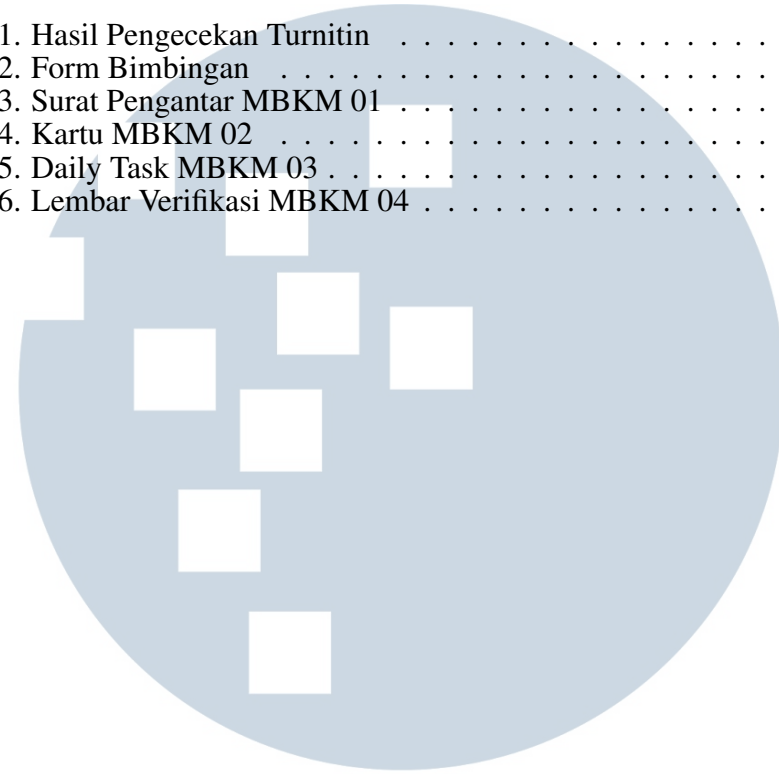 1. Hasil Pengecekan Turnitin . . . . . . . . . . . . . . . .
2. Form Bimbingan . . . . . . . . . . . . . . . . . . . . .
3. Surat Pengantar MBKM 01 . . . . . . . . . . . . . . . .
4. Kartu MBKM 02 . . . . . . . . . . . . . . . . . . . . .
5. Daily Task MBKM 03 . . . . . . . . . . . . . . . . . . .
6. Lembar Verifikasi MBKM 04 . . . . . . . . . . . . . . .